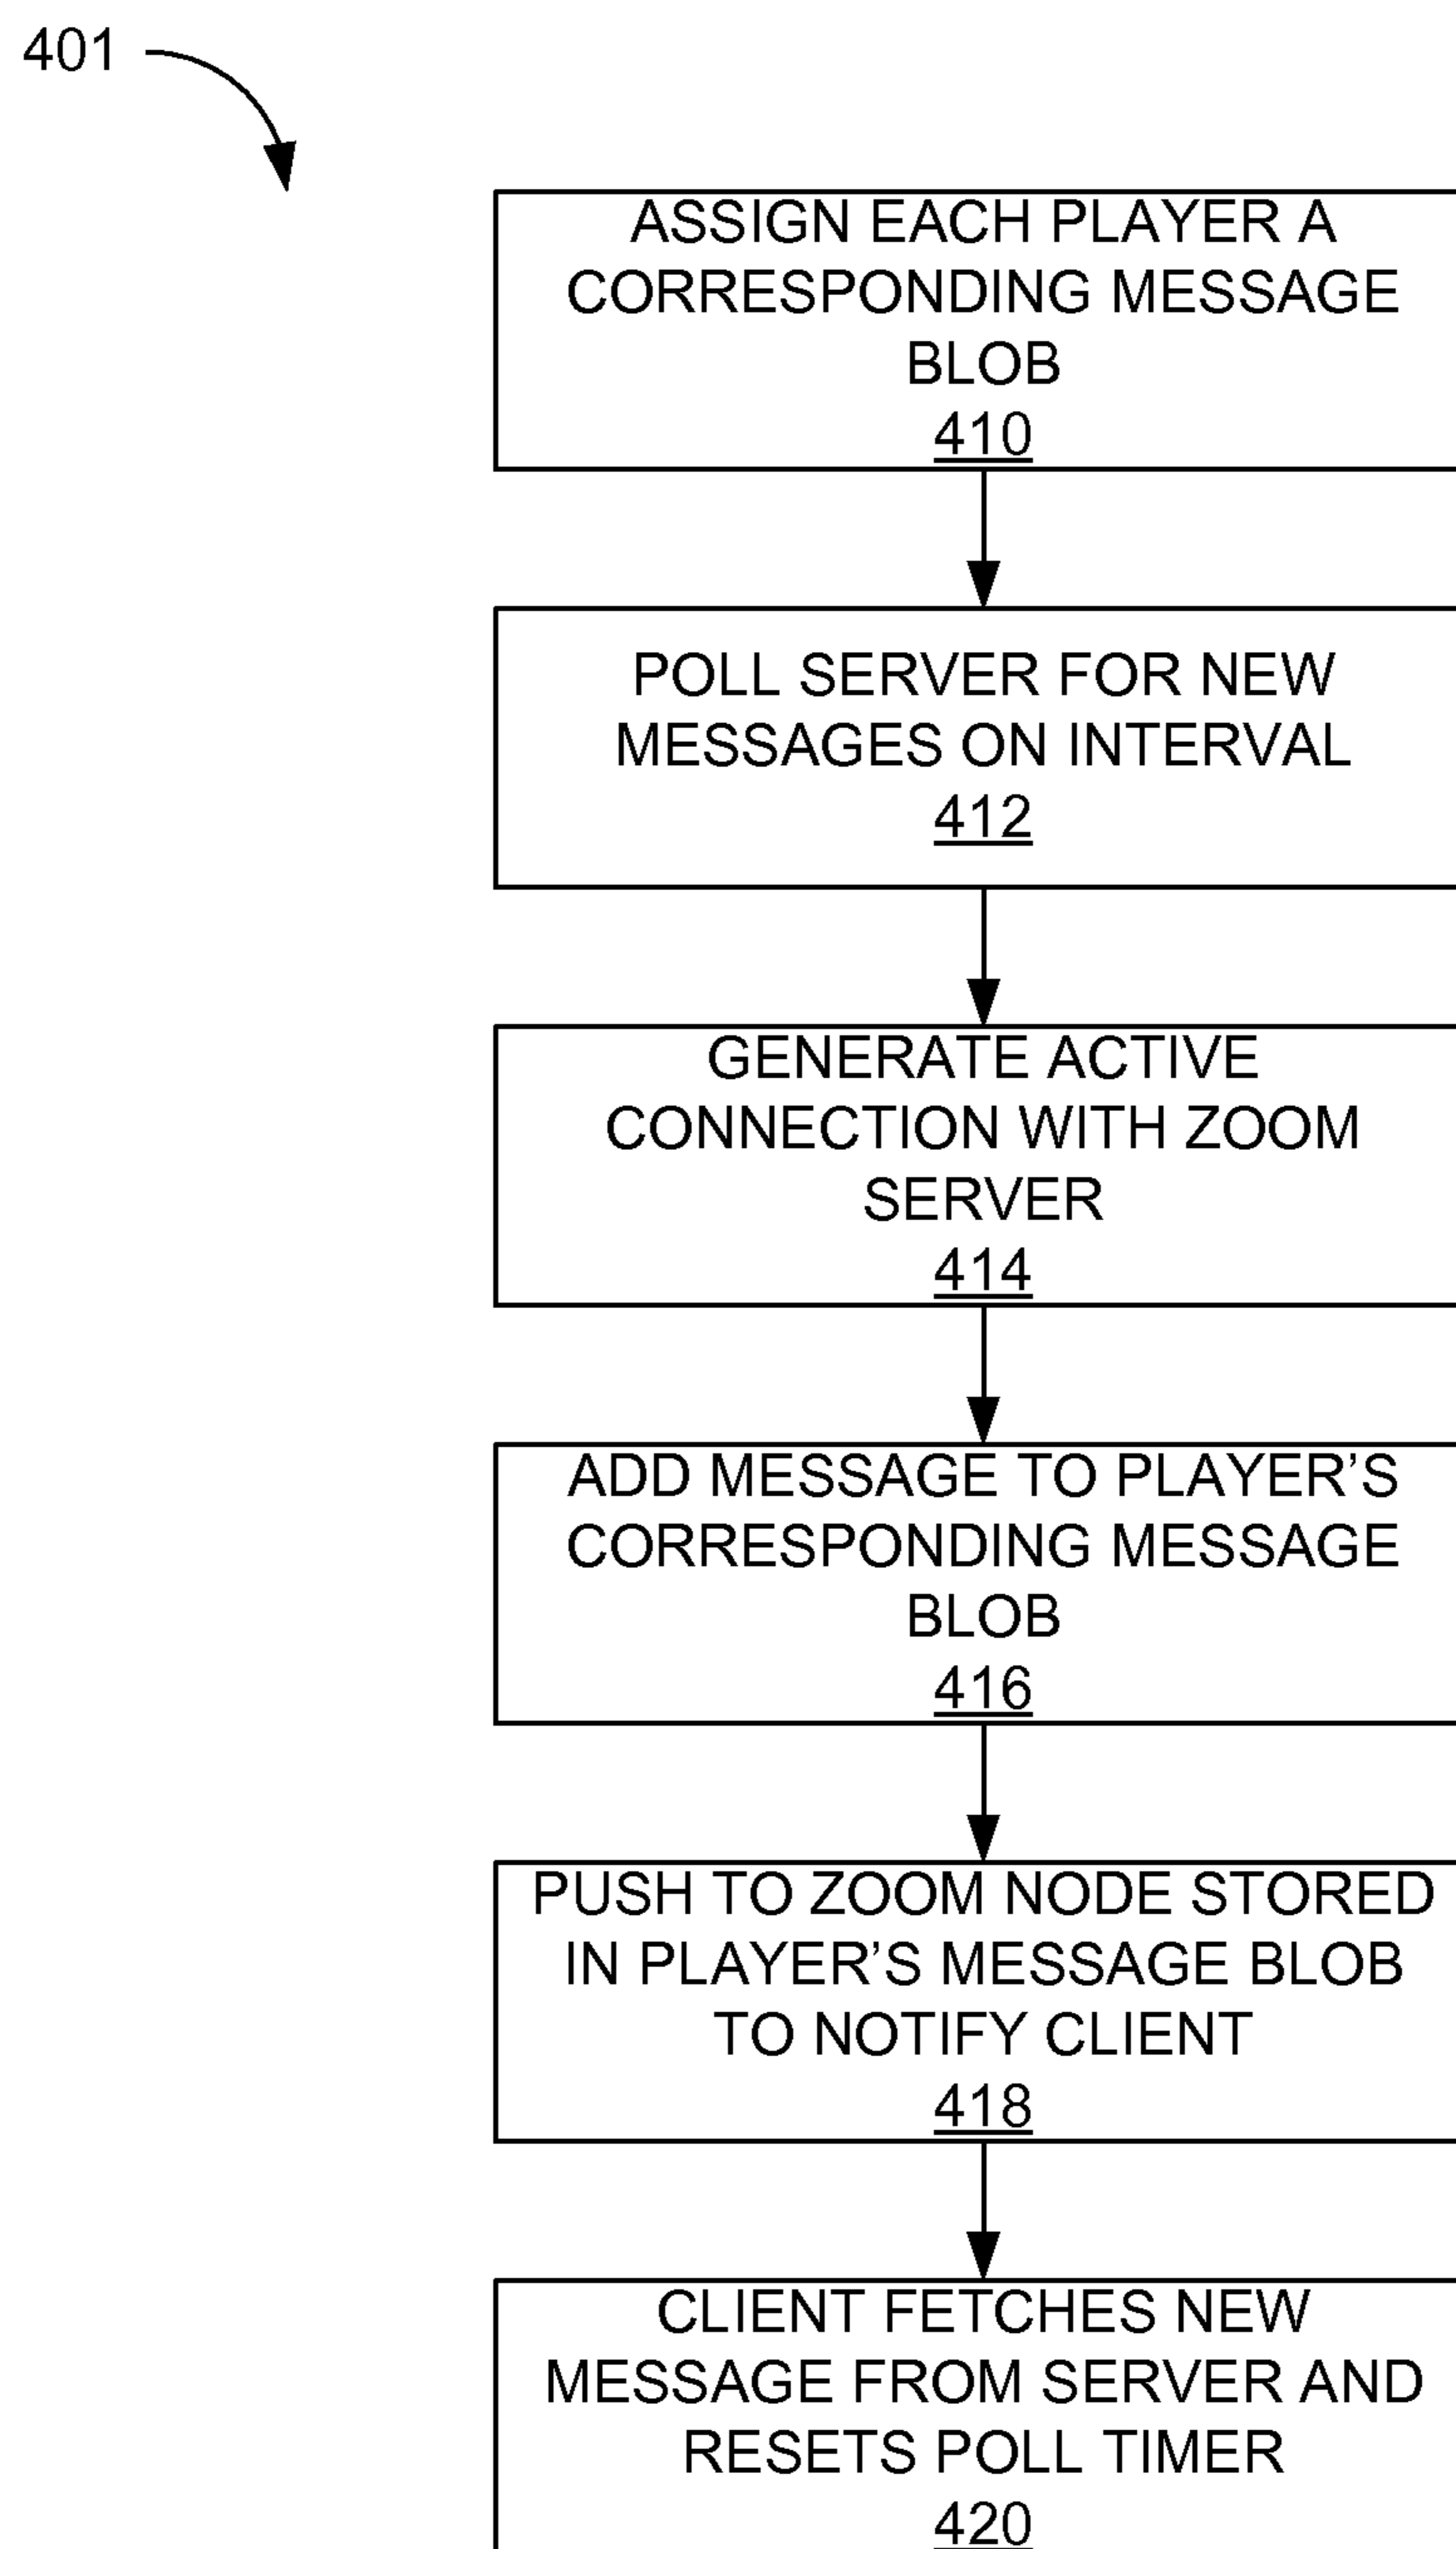 401
ASSIGN EACH PLAYER A
CORRESPONDING MESSAGE
BLOB
410
POLL SERVER FOR NEW
MESSAGES ON INTERVAL
412
GENERATE ACTIVE
CONNECTION WITH ZOOM
SERVER
414
ADD MESSAGE TO PLAYER’S
CORRESPONDING MESSAGE
BLOB
416
PUSH TO ZOOM NODE STORED
IN PLAYER’S MESSAGE BLOB
TO NOTIFY CLIENT
418
CLIENT FETCHES NEW
MESSAGE FROM SERVER AND
RESETS POLL TIMER
420